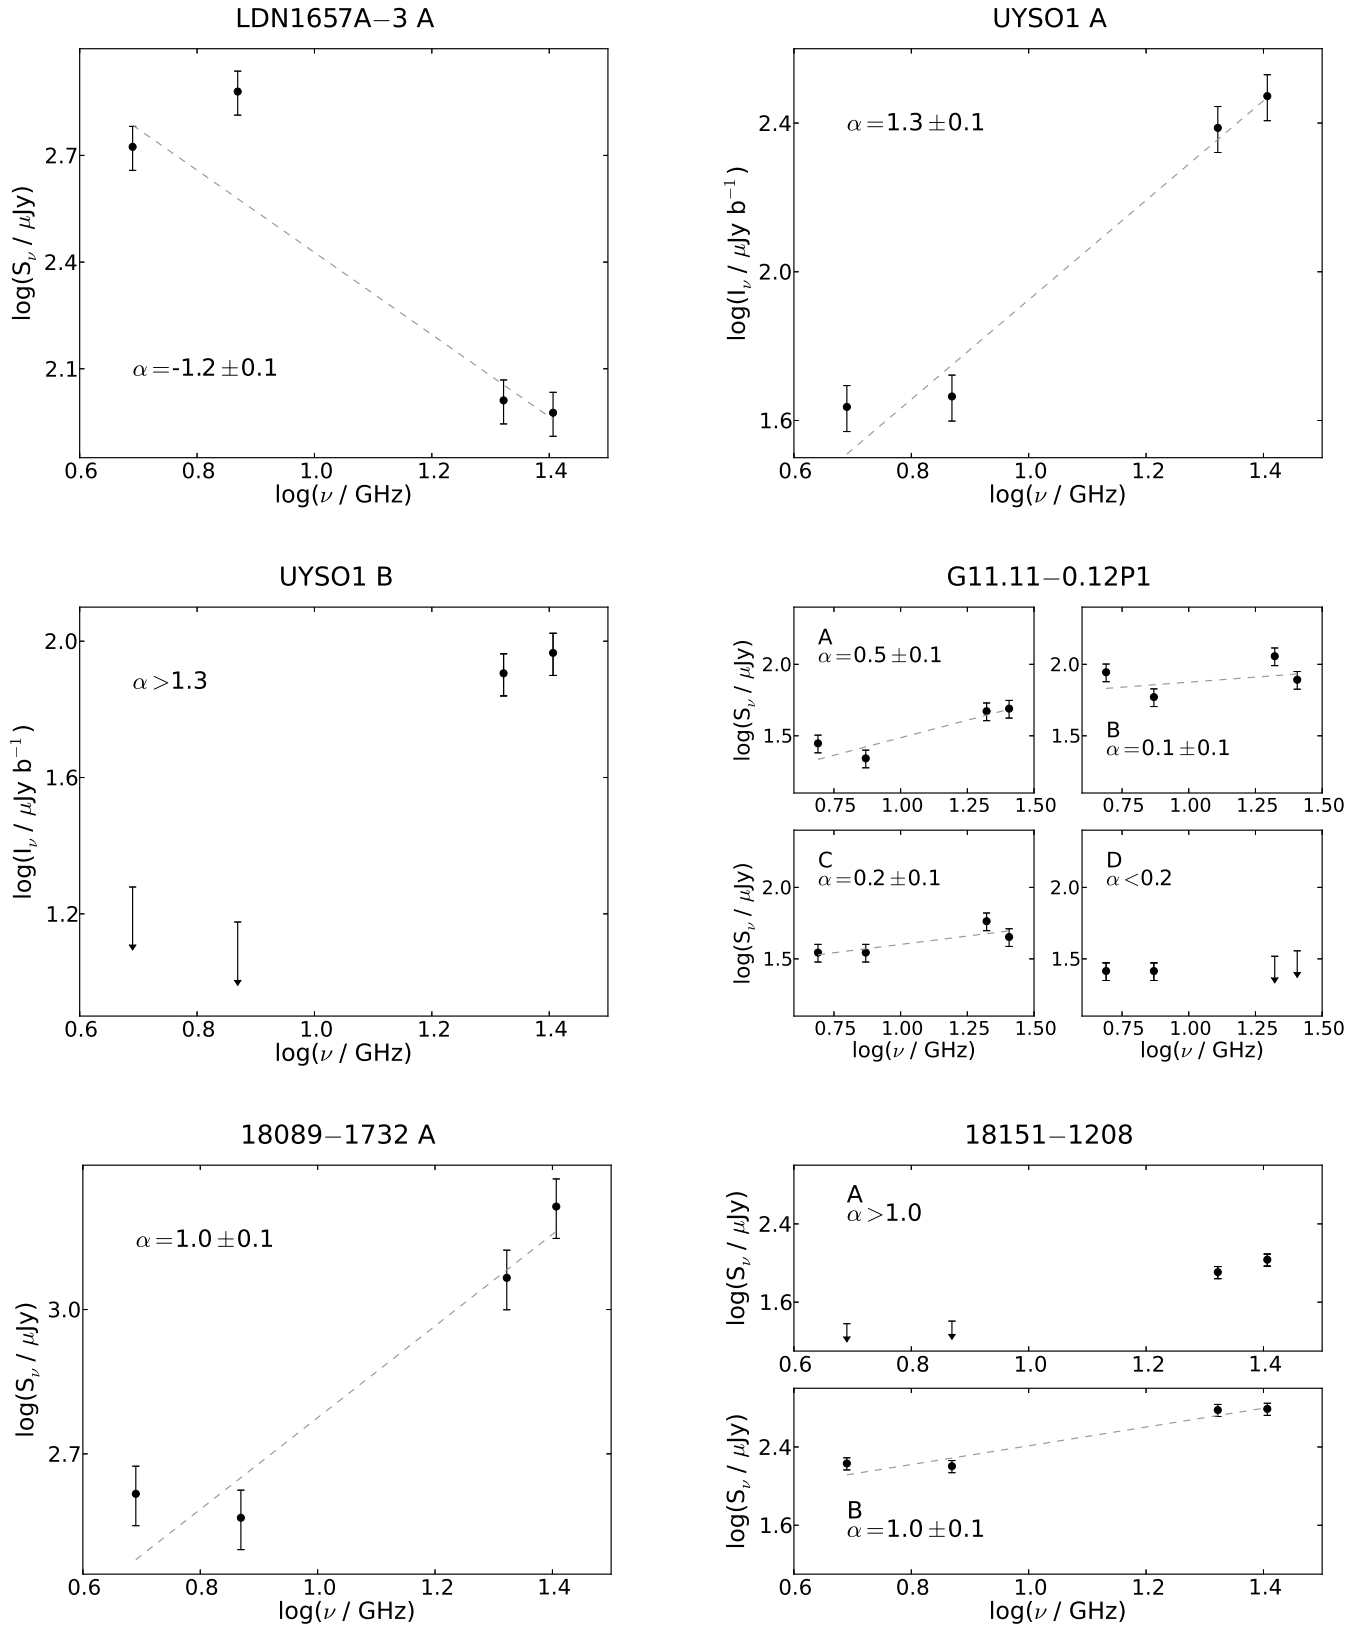 LDN1657A−3 A
log(Sν / μJy)
2.7
2.4
2.1
α=-1.2±0.1
0.6 0.8 1.0 1.2 1.4
log(ν / GHz)
UYSO1 A
log(Iν / μJy b−1)
2.4
2.0
1.6
α=1.3±0.1
0.6 0.8 1.0 1.2 1.4
log(ν / GHz)
UYSO1 B
log(Iν / μJy b−1)
2.0
1.6
1.2
α>1.3
0.6 0.8 1.0 1.2 1.4
log(ν / GHz)
G11.11−0.12P1
log(Sν / μJy)
2.0
1.5
A
α=0.5±0.1
0.75 1.00 1.25 1.50
2.0
1.5
B
α=0.1±0.1
0.75 1.00 1.25 1.50
log(Sν / μJy)
2.0
1.5
C
α=0.2±0.1
0.75 1.00 1.25 1.50
log(ν / GHz)
2.0
1.5
D
α<0.2
0.75 1.00 1.25 1.50
log(ν / GHz)
18089−1732 A
log(Sν / μJy)
3.0
2.7
α=1.0±0.1
0.6 0.8 1.0 1.2 1.4
log(ν / GHz)
18151−1208
log(Sν / μJy)
2.4
1.6
A
α>1.0
0.6 0.8 1.0 1.2 1.4
log(Sν / μJy)
2.4
1.6
B
α=1.0±0.1
0.6 0.8 1.0 1.2 1.4
log(ν / GHz)